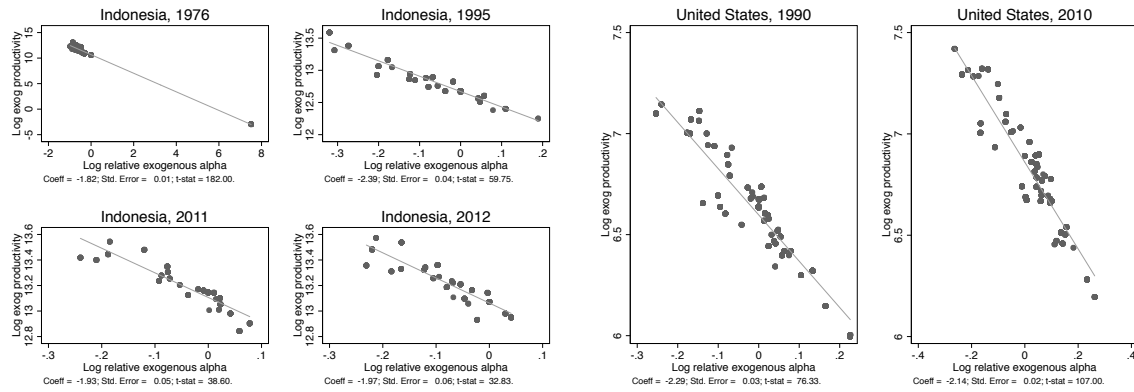 Indonesia, 1976
Log exog productivity
-5 0 5 10 15
-2 0 2 4 6 8
Log relative exogenous alpha
Coeff = -1.82; Std. Error = 0.01; t-stat = 182.00.
Indonesia, 1995
Log exog productivity
12 12.5 13 13.5
-.3 -.2 -.1 0 .1 .2
Log relative exogenous alpha
Coeff = -2.39; Std. Error = 0.04; t-stat = 59.75.
Indonesia, 2011
Log exog productivity
12.8 13 13.2 13.4 13.6
-.3 -.2 -.1 0 .1
Log relative exogenous alpha
Coeff = -1.93; Std. Error = 0.05; t-stat = 38.60.
Indonesia, 2012
Log exog productivity
12.8 13 13.2 13.4 13.6
-.3 -.2 -.1 0 .1
Log relative exogenous alpha
Coeff = -1.97; Std. Error = 0.06; t-stat = 32.83.
United States, 1990
Log exog productivity
6 6.5 7 7.5
-.3 -.2 -.1 0 .1 .2
Log relative exogenous alpha
Coeff = -2.29; Std. Error = 0.03; t-stat = 76.33.
United States, 2010
Log exog productivity
6 6.5 7 7.5
-.4 -.2 0 .2 .4
Log relative exogenous alpha
Coeff = -2.14; Std. Error = 0.02; t-stat = 107.00.